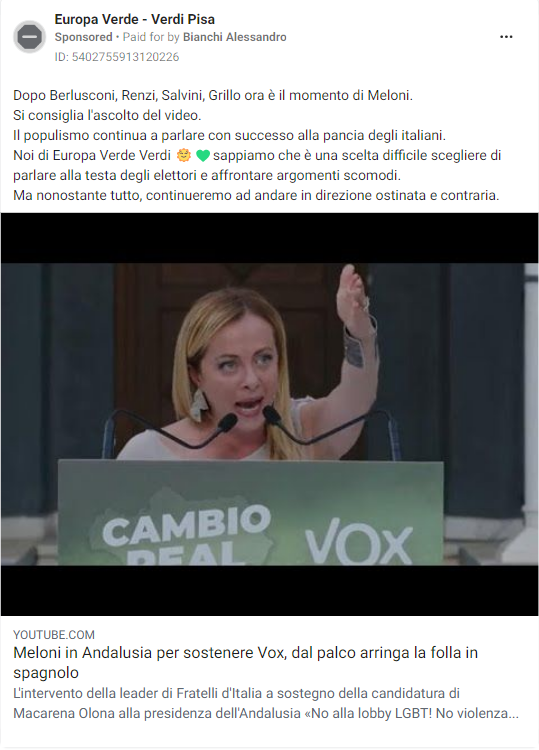 Europa Verde - Verdi Pisa
Sponsored • Paid for by Bianchi Alessandro
ID: 5402755913120226
Dopo Berlusconi, Renzi, Salvini, Grillo ora è il momento di Meloni.
Si consiglia l'ascolto del video.
Il populismo continua a parlare con successo alla pancia degli italiani.
Noi di Europa Verde Verdi 🌻 💚 sappiamo che è una scelta difficile scegliere di
parlare alla testa degli elettori e affrontare argomenti scomodi.
Ma nonostante tutto, continueremo ad andare in direzione ostinata e contraria.
CAMBIO
REAL
VOX
YOUTUBE.COM
Meloni in Andalusia per sostenere Vox, dal palco arringa la folla in
spagnolo
L'intervento della leader di Fratelli d'Italia a sostegno della candidatura di
Macarena Olona alla presidenza dell'Andalusia «No alla lobby LGBT! No violenza...